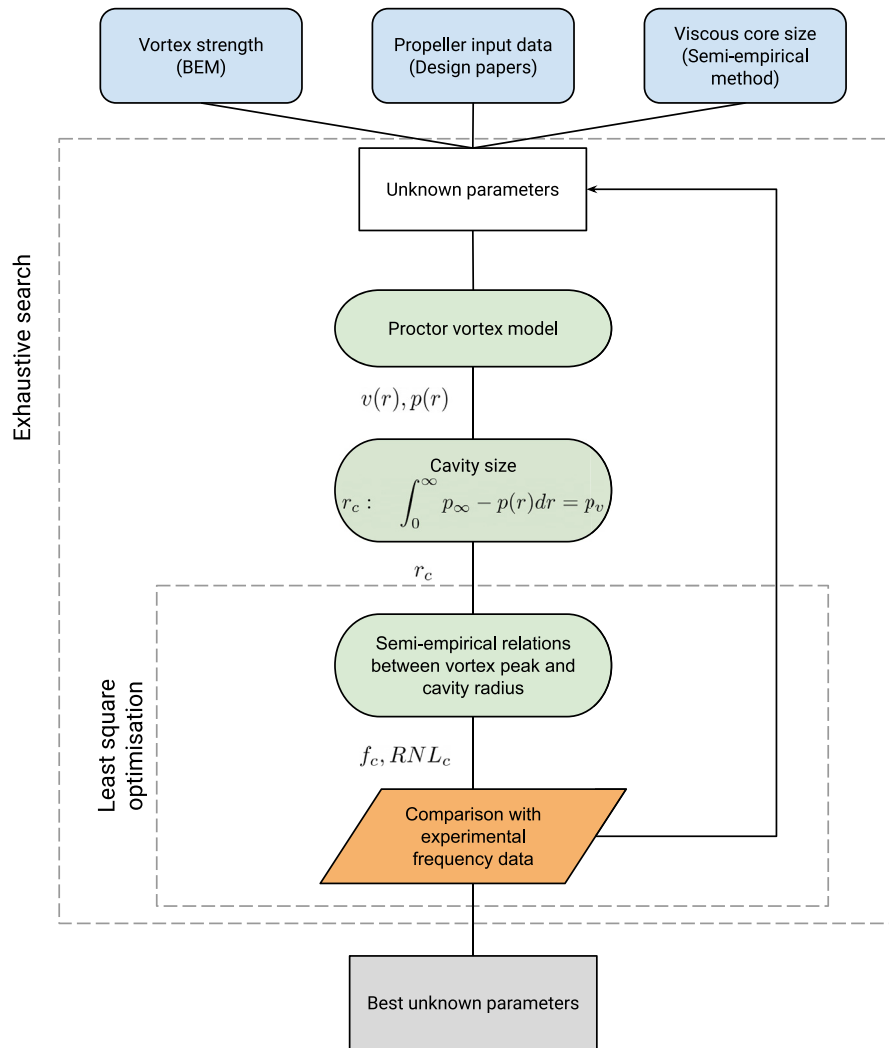 Vortex strength
(BEM)
Propeller input data
(Design papers)
Viscous core size
(Semi-empirical
method)
Unknown parameters
Exhaustive search
Proctor vortex model
v(r), p(r)
Cavity size
r_c : ∫_0^∞ p_∞ − p(r)dr = p_v
r_c
Least square
optimisation
Semi-empirical relations
between vortex peak and
cavity radius
f_c, RNL_c
Comparison with
experimental
frequency data
Best unknown parameters